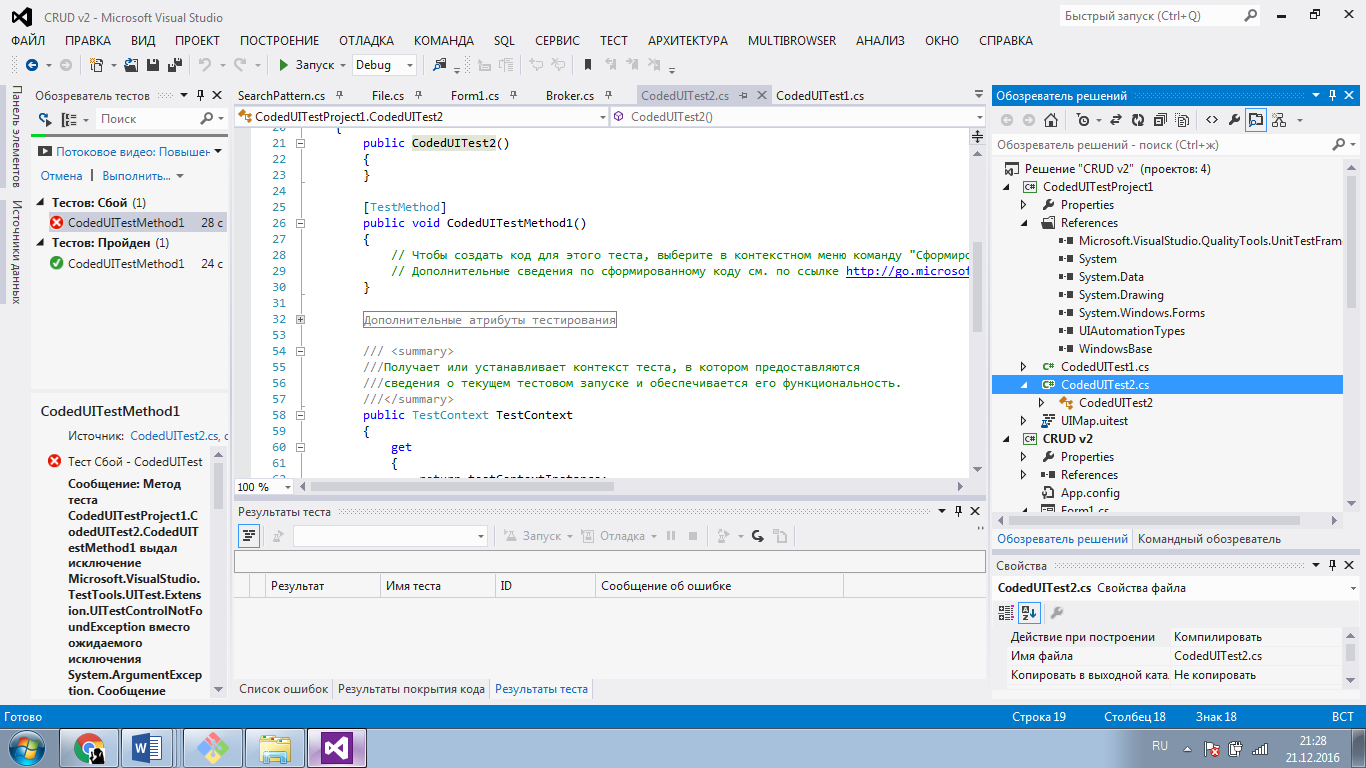 CRUD v2 - Microsoft Visual Studio
Быстрый запуск (Ctrl+Q)
ФАЙЛ ПРАВКА ВИД ПРОЕКТ ПОСТРОЕНИЕ ОТЛАДКА КОМАНДА SQL СЕРВИС ТЕСТ АРХИТЕКТУРА MULTIBROWSER АНАЛИЗ ОКНО СПРАВКА
Запуск Debug
Панель элементов
Источники данных
Обозреватель тестов
Поиск
Потоковое видео: Повышен
Отмена Выполнить...
Тестов: Сбой (1)
CodedUITestMethod1 28 с
Тестов: Пройден (1)
CodedUITestMethod1 24 с
CodedUITestMethod1
Источник: CodedUITest2.cs, c
Тест Сбой - CodedUITest
Сообщение: Метод
теста
CodedUITestProject1.C
odedUITest2.CodedUIT
estMethod1 выдал
исключение
Microsoft.VisualStudio.
TestTools.UITest.Exten
sion.UITestControlNotFo
undException вместо
ожидаемого
исключения
System.ArgumentExce
ption. Сообщение
SearchPattern.cs File.cs Form1.cs Broker.cs CodedUITest2.cs CodedUITest1.cs
CodedUITestProject1.CodedUITest2 CodedUITest2()
20 {
21 public CodedUITest2()
22 {
23 }
24
25 [TestMethod]
26 public void CodedUITestMethod1()
27 {
28 // Чтобы создать код для этого теста, выберите в контекстном меню команду "Сформиро
29 // Дополнительные сведения по сформированному коду см. по ссылке http://go.microsof
30 }
31
32 Дополнительные атрибуты тестирования
53
54 /// <summary>
55 ///Получает или устанавливает контекст теста, в котором предоставляются
56 ///сведения о текущем тестовом запуске и обеспечивается его функциональность.
57 ///</summary>
58 public TestContext TestContext
59 {
60 get
61 {
62 return testContextInstance;
100 %
Результаты теста
Запуск Отладка
Результат Имя теста ID Сообщение об ошибке
Список ошибок Результаты покрытия кода Результаты теста
Обозреватель решений
Обозреватель решений - поиск (Ctrl+ж)
Решение "CRUD v2" (проектов: 4)
CodedUITestProject1
Properties
References
Microsoft.VisualStudio.QualityTools.UnitTestFram
System
System.Data
System.Drawing
System.Windows.Forms
UIAutomationTypes
WindowsBase
CodedUITest1.cs
CodedUITest2.cs
CodedUITest2
UIMap.uitest
CRUD v2
Properties
References
App.config
Form1.cs
Обозреватель решений Командный обозреватель
Свойства
CodedUITest2.cs Свойства файла
Действие при построении Компилировать
Имя файла CodedUITest2.cs
Копировать в выходной ката. Не копировать
Готово Строка 19 Столбец 18 Знак 18 ВСТ
RU
21:28
21.12.2016